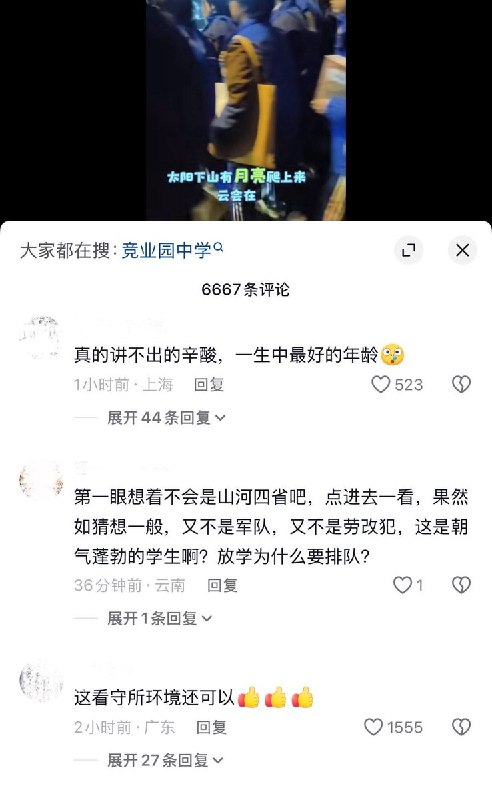 太阳下山有月亮爬上来
云会在
大家都在搜：竞业园中学
6667条评论
真的讲不出的辛酸，一生中最好的年龄😪
1小时前·上海 回复 523
展开44条回复
第一眼想着不会是山河四省吧，点进去一看，果然
如猜想一般，又不是军队，又不是劳改犯，这是朝
气蓬勃的学生啊？放学为什么要排队？
36分钟前·云南 回复 1
展开1条回复
这看守所环境还可以👍👍👍
2小时前·广东 回复 1555
展开27条回复